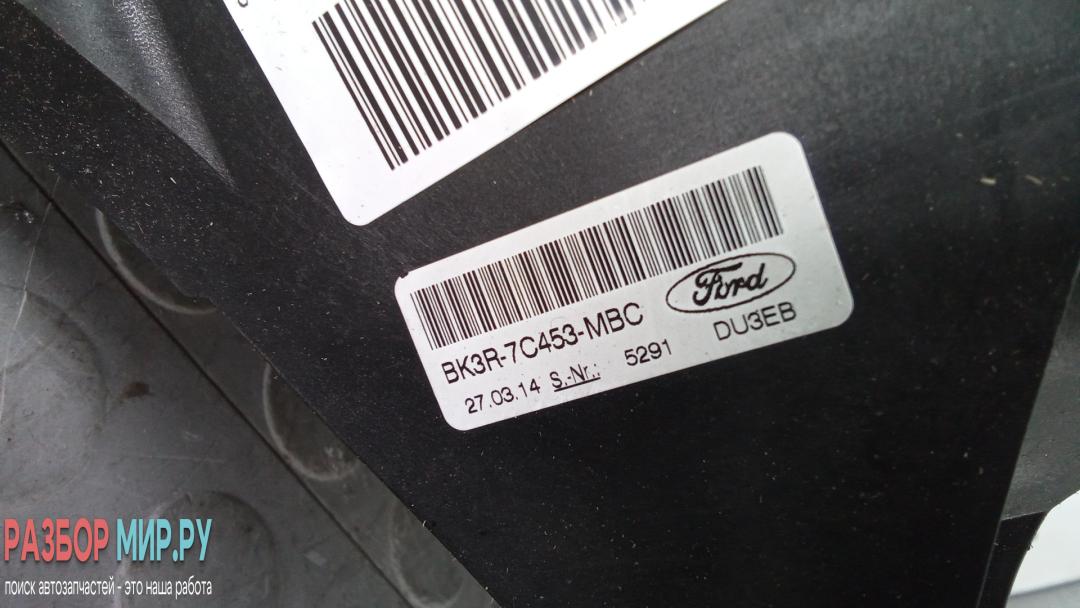 BK3R-7C453-MBC
Ford
27.03.14 S.-Nr.: 5291 DU3EB
РАЗБОР МИР.РУ
поиск автозапчастей - это наша работа